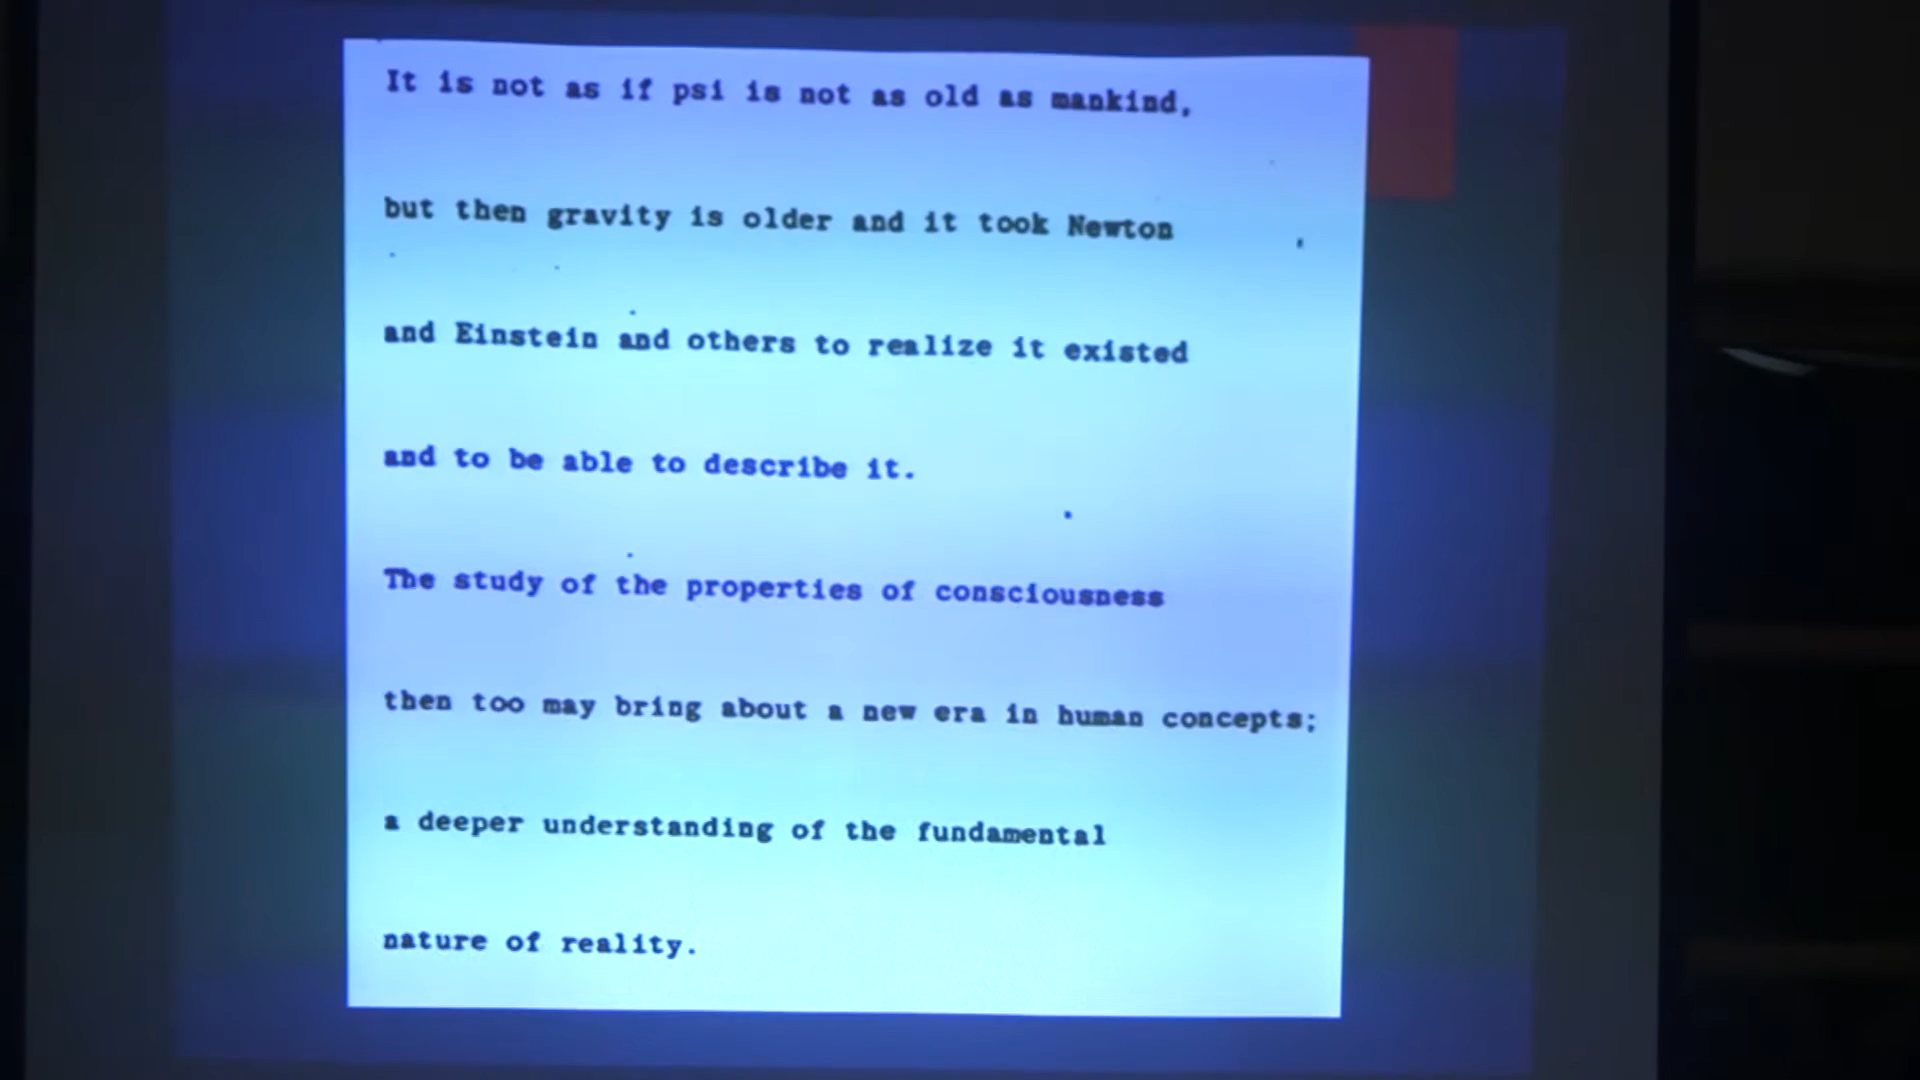 It is not as if psi is not as old as mankind,
but then gravity is older and it took Newton
and Einstein and others to realize it existed
and to be able to describe it.
The study of the properties of consciousness
then too may bring about a new era in human concepts;
a deeper understanding of the fundamental
nature of reality.